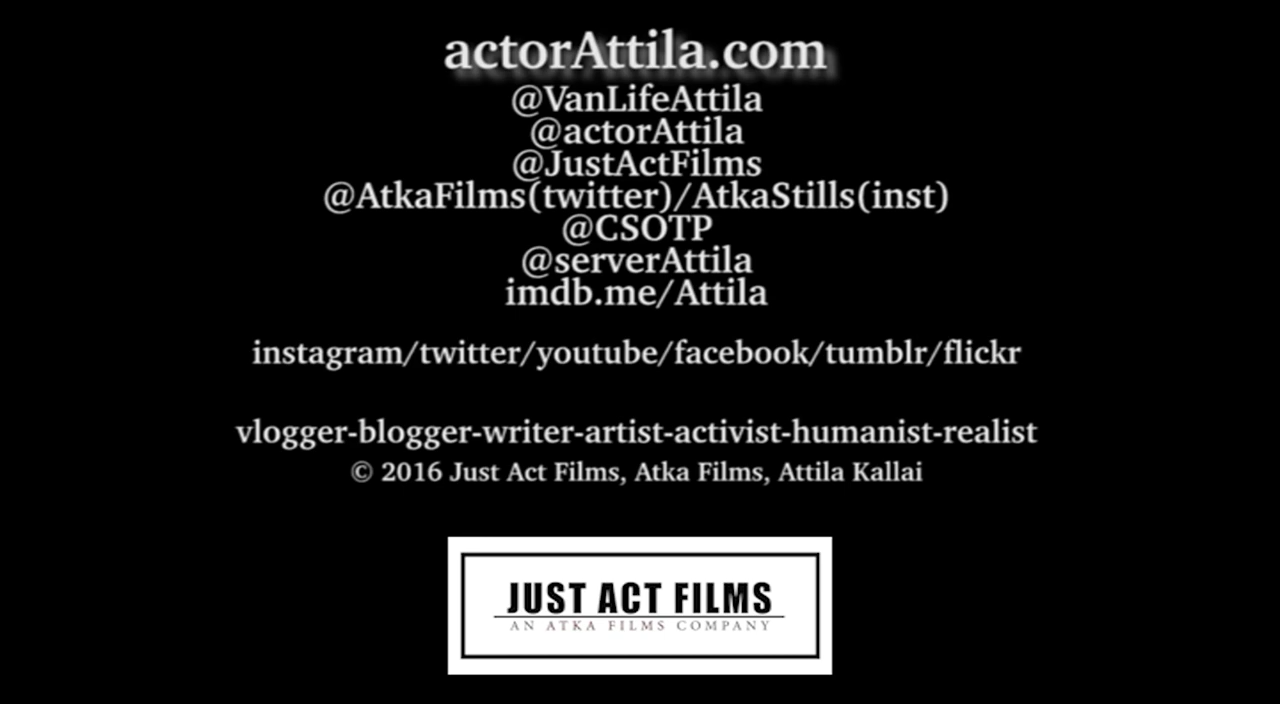 actorAttila.com
@VanLifeAttila
@actorAttila
@JustActFilms
@AtkaFilms(twitter)/AtkaStills(inst)
@CSOTP
@serverAttila
imdb.me/Attila
instagram/twitter/youtube/facebook/tumblr/flickr
vlogger-blogger-writer-artist-activist-humanist-realist
© 2016 Just Act Films, Atka Films, Attila Kallai
JUST ACT FILMS
AN ATKA FILMS COMPANY